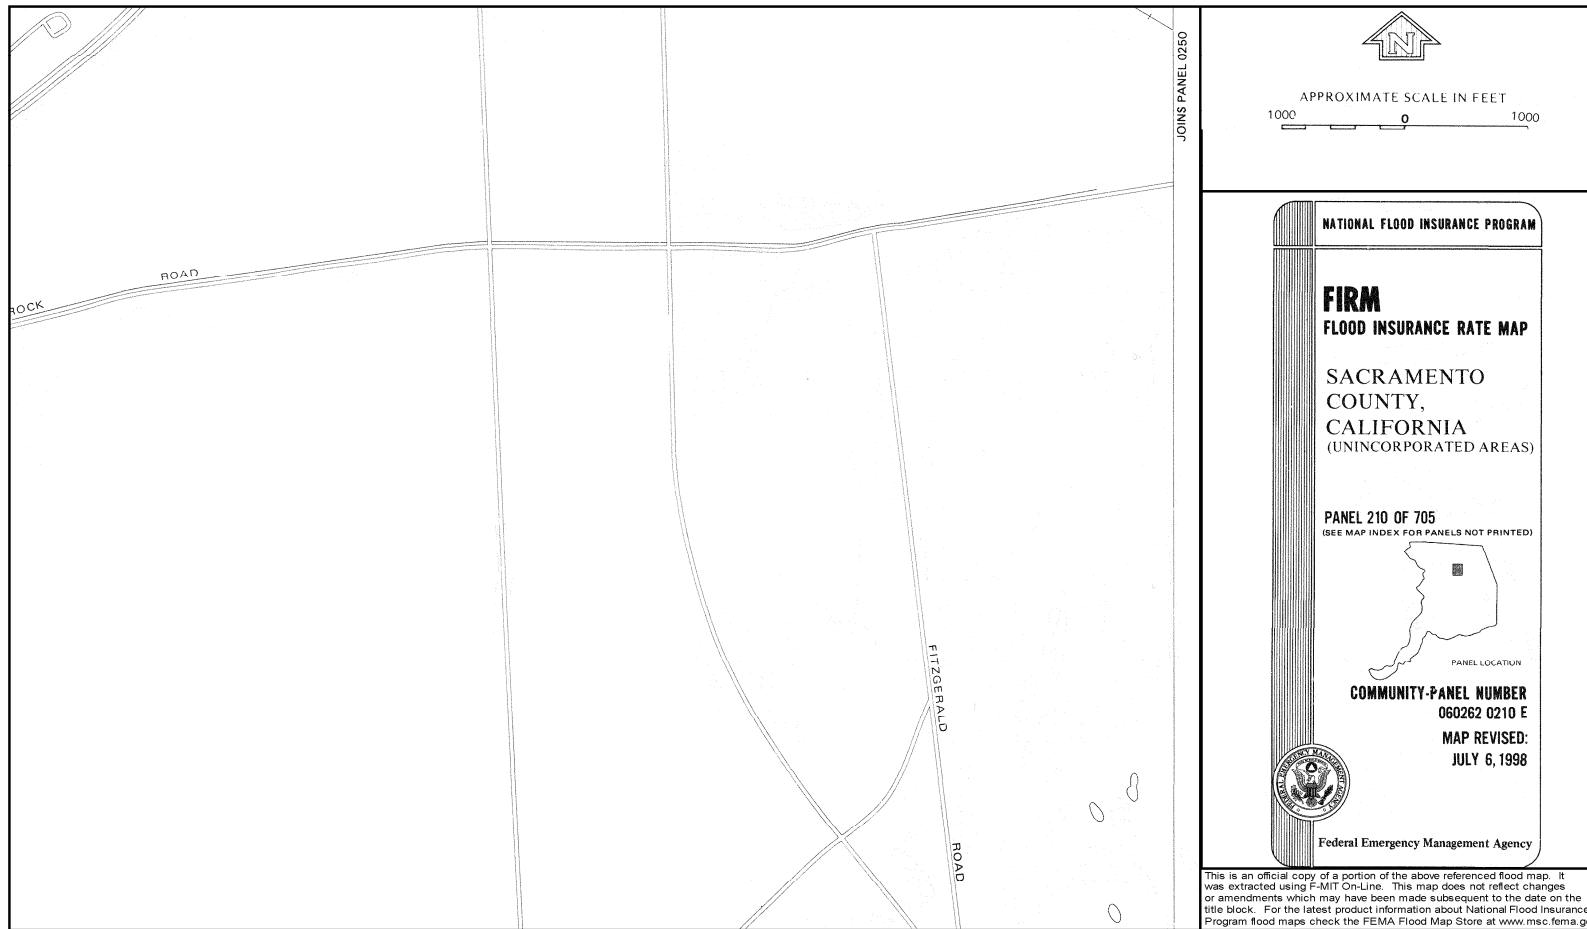 JOINS PANEL 0250
ROAD
ROCK
FITZGERALD
ROAD
N
APPROXIMATE SCALE IN FEET
1000 0 1000
NATIONAL FLOOD INSURANCE PROGRAM
FIRM
FLOOD INSURANCE RATE MAP
SACRAMENTO
COUNTY,
CALIFORNIA
(UNINCORPORATED AREAS)
PANEL 210 OF 705
(SEE MAP INDEX FOR PANELS NOT PRINTED)
PANEL LOCATION
COMMUNITY-PANEL NUMBER
060262 0210 E
MAP REVISED:
JULY 6, 1998
FEDERAL EMERGENCY MANAGEMENT AGENCY
Federal Emergency Management Agency
This is an official copy of a portion of the above referenced flood map. It
was extracted using F-MIT On-Line. This map does not reflect changes
or amendments which may have been made subsequent to the date on the
title block. For the latest product information about National Flood Insurance
Program flood maps check the FEMA Flood Map Store at www.msc.fema.g